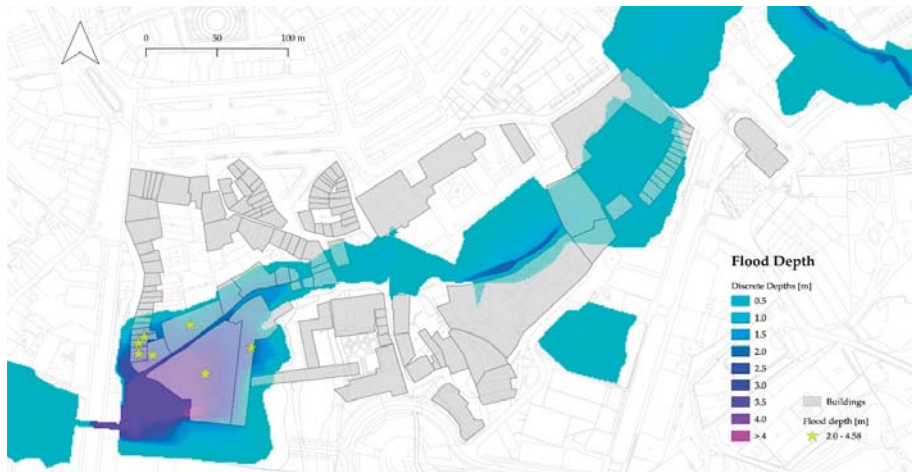 0 50 100 m
Flood Depth
Discrete Depths [m]
0.5
1.0
1.5
2.0
2.5
3.0
3.5
4.0
>4
Buildings
Flood depth [m]
2.0 - 4.58